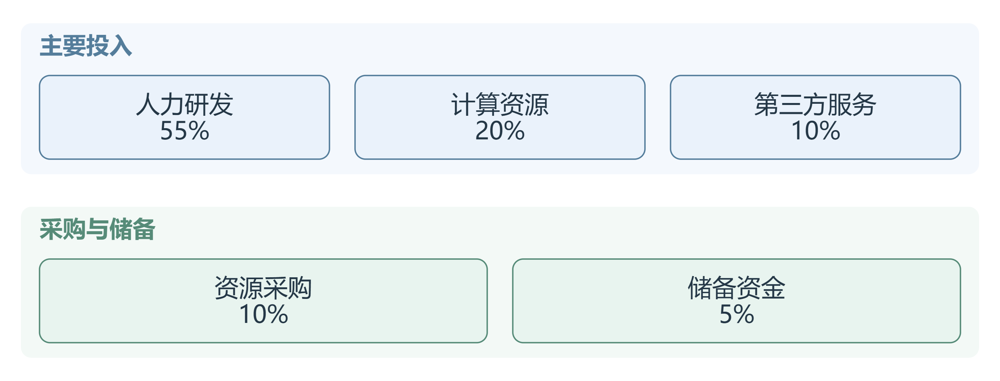 主要投入
人力研发
55%
计算资源
20%
第三方服务
10%
采购与储备
资源采购
10%
储备资金
5%